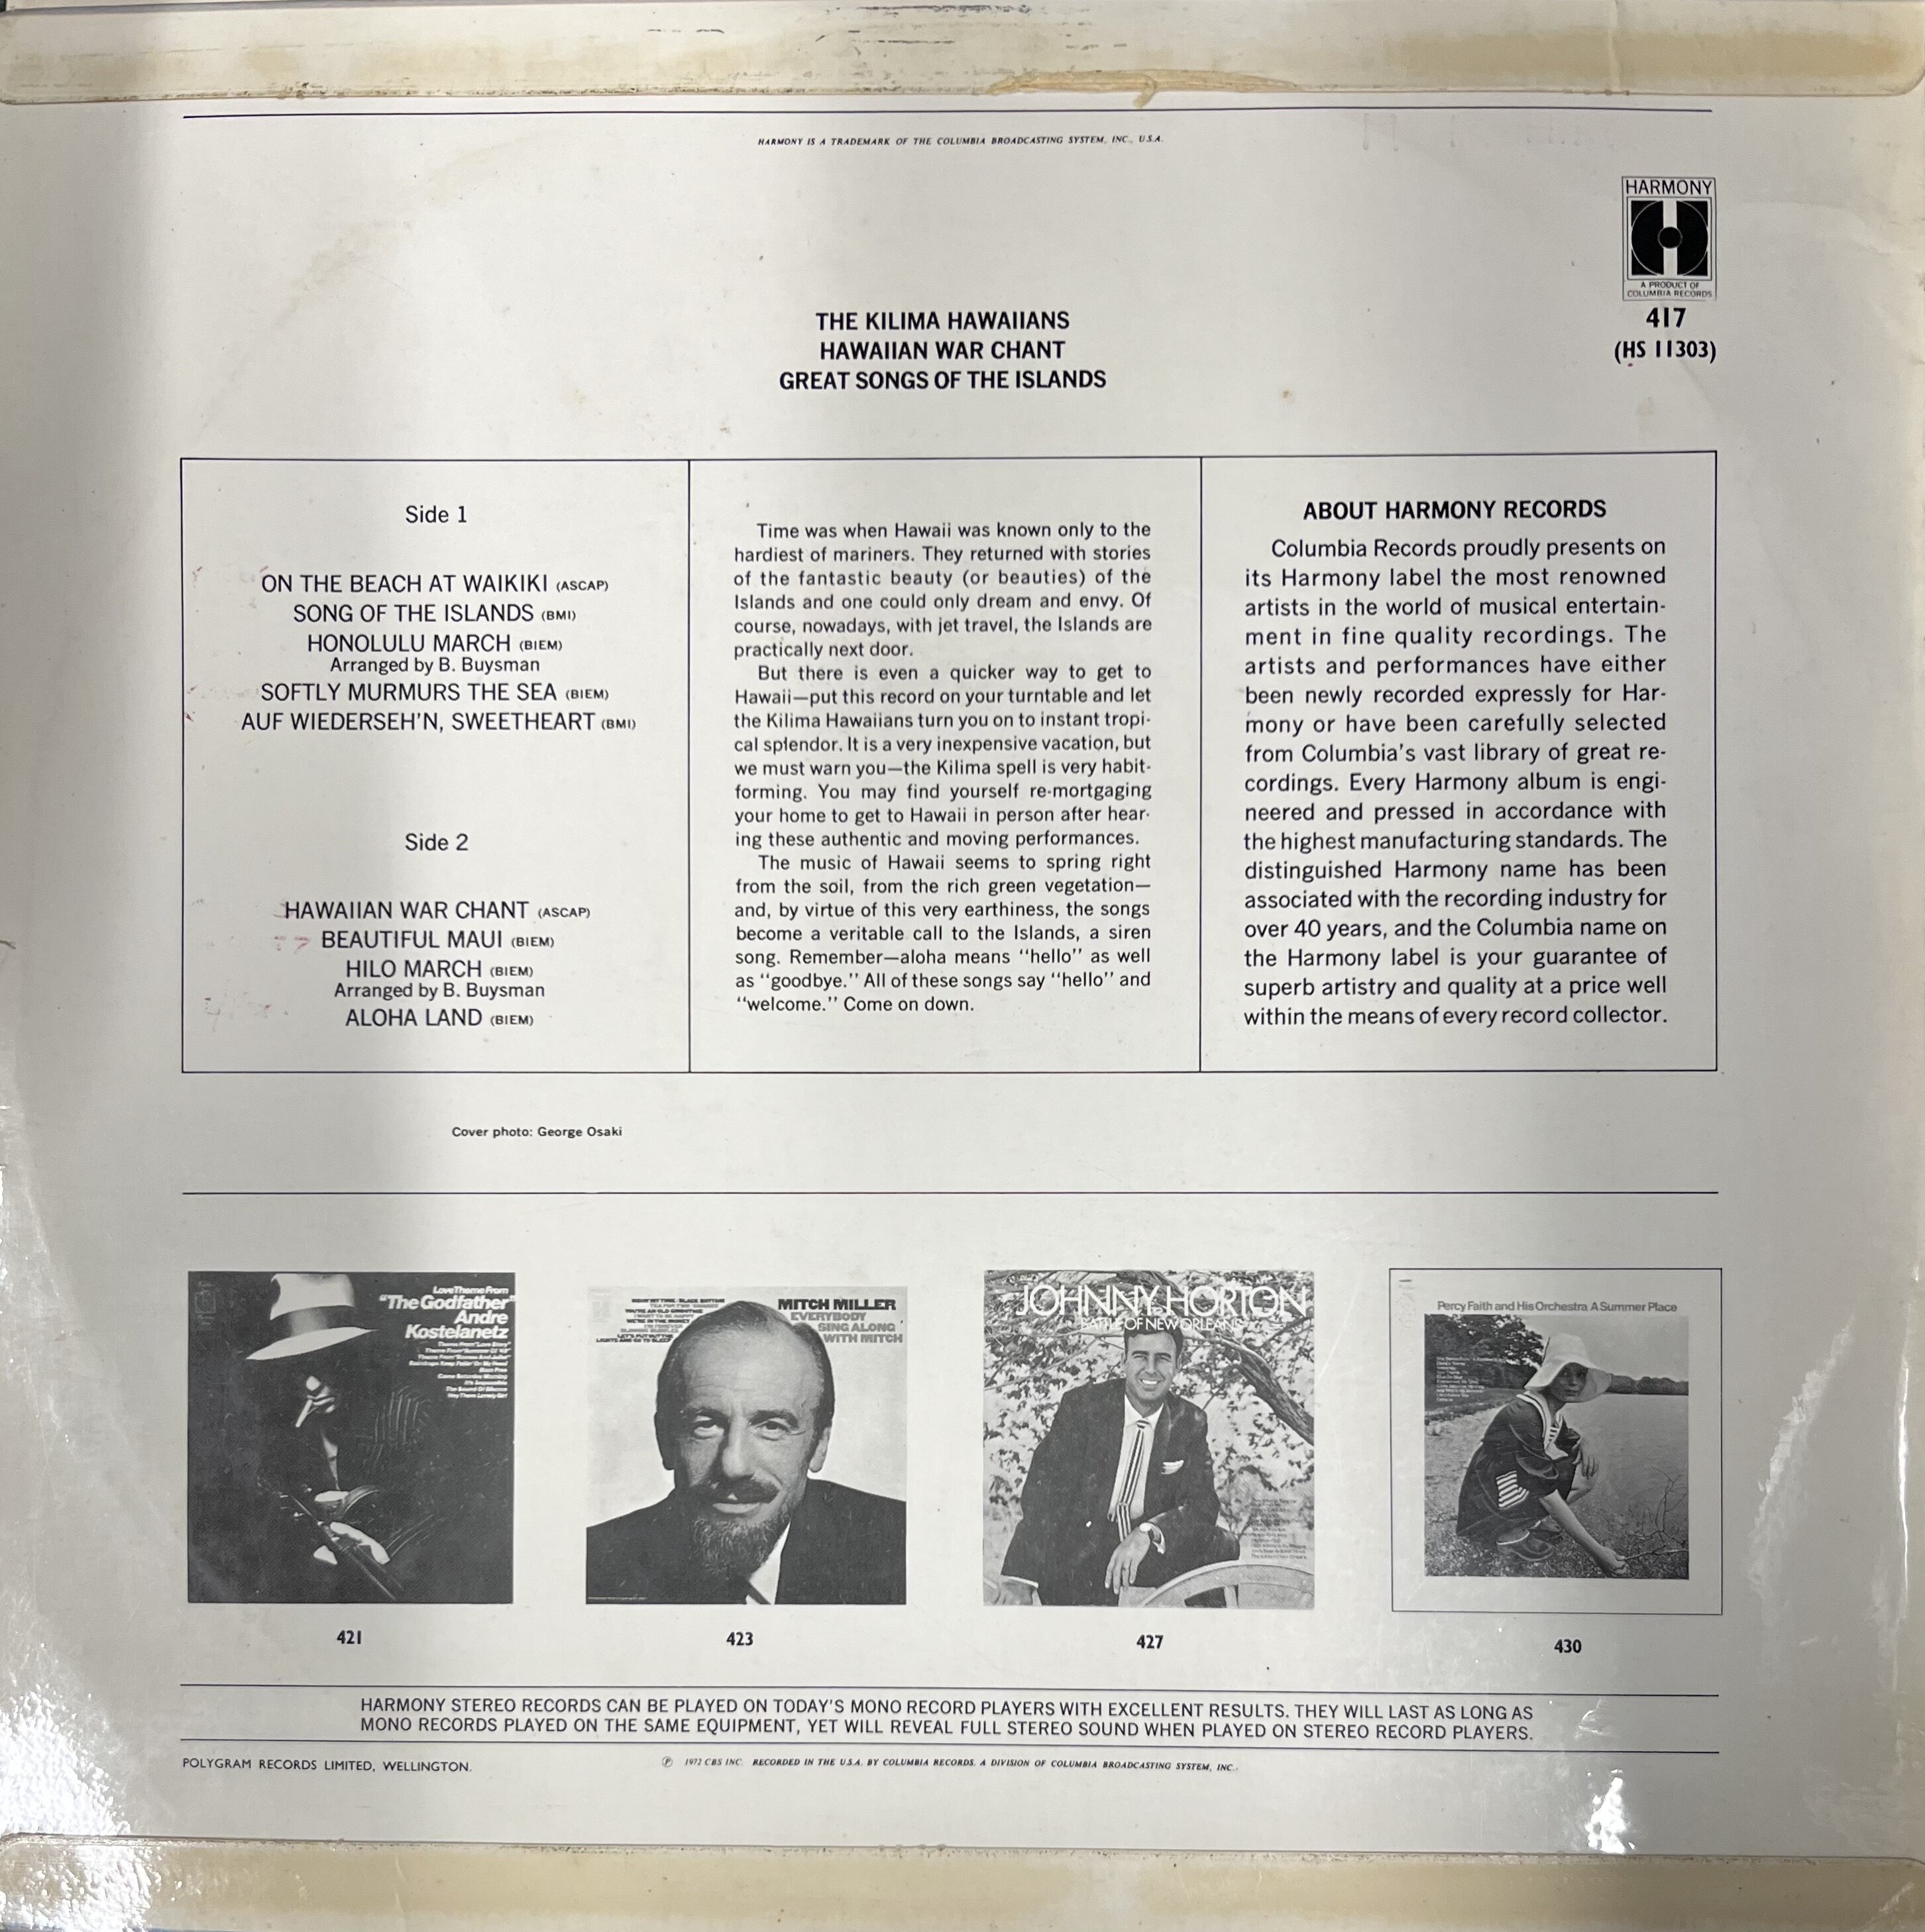 HARMONY IS A TRADEMARK OF THE COLUMBIA BROADCASTING SYSTEM, INC., U.S.A.
HARMONY
A PRODUCT OF
COLUMBIA RECORDS
417
(HS 11303)
THE KILIMA HAWAIIANS
HAWAIIAN WAR CHANT
GREAT SONGS OF THE ISLANDS
Side 1
ON THE BEACH AT WAIKIKI (ASCAP)
SONG OF THE ISLANDS (BMI)
HONOLULU MARCH (BIEM)
Arranged by B. Buysman
SOFTLY MURMURS THE SEA (BIEM)
AUF WIEDERSEH'N, SWEETHEART (BMI)
Side 2
HAWAIIAN WAR CHANT (ASCAP)
BEAUTIFUL MAUI (BIEM)
HILO MARCH (BIEM)
Arranged by B. Buysman
ALOHA LAND (BIEM)
Time was when Hawaii was known only to the
hardiest of mariners. They returned with stories
of the fantastic beauty (or beauties) of the
Islands and one could only dream and envy. Of
course, nowadays, with jet travel, the Islands are
practically next door.
But there is even a quicker way to get to
Hawaii—put this record on your turntable and let
the Kilima Hawaiians turn you on to instant tropi-
cal splendor. It is a very inexpensive vacation, but
we must warn you—the Kilima spell is very habit-
forming. You may find yourself re-mortgaging
your home to get to Hawaii in person after hear-
ing these authentic and moving performances.
The music of Hawaii seems to spring right
from the soil, from the rich green vegetation—
and, by virtue of this very earthiness, the songs
become a veritable call to the Islands, a siren
song. Remember—aloha means "hello" as well
as "goodbye." All of these songs say "hello" and
"welcome." Come on down.
ABOUT HARMONY RECORDS
Columbia Records proudly presents on
its Harmony label the most renowned
artists in the world of musical entertain-
ment in fine quality recordings. The
artists and performances have either
been newly recorded expressly for Har-
mony or have been carefully selected
from Columbia's vast library of great re-
cordings. Every Harmony album is engi-
neered and pressed in accordance with
the highest manufacturing standards. The
distinguished Harmony name has been
associated with the recording industry for
over 40 years, and the Columbia name on
the Harmony label is your guarantee of
superb artistry and quality at a price well
within the means of every record collector.
Cover photo: George Osaki
Love Theme From
"The Godfather"
Andre
Kostelanetz
MITCH MILLER
EVERYBODY
SING ALONG
WITH MITCH
JOHNNY HORTON
BATTLE OF NEW ORLEANS
Percy Faith and His Orchestra A Summer Place
421
423
427
430
HARMONY STEREO RECORDS CAN BE PLAYED ON TODAY'S MONO RECORD PLAYERS WITH EXCELLENT RESULTS. THEY WILL LAST AS LONG AS
MONO RECORDS PLAYED ON THE SAME EQUIPMENT, YET WILL REVEAL FULL STEREO SOUND WHEN PLAYED ON STEREO RECORD PLAYERS.
POLYGRAM RECORDS LIMITED, WELLINGTON.
Ⓟ 1972 CBS INC. RECORDED IN THE U.S.A. BY COLUMBIA RECORDS. A DIVISION OF COLUMBIA BROADCASTING SYSTEM, INC.